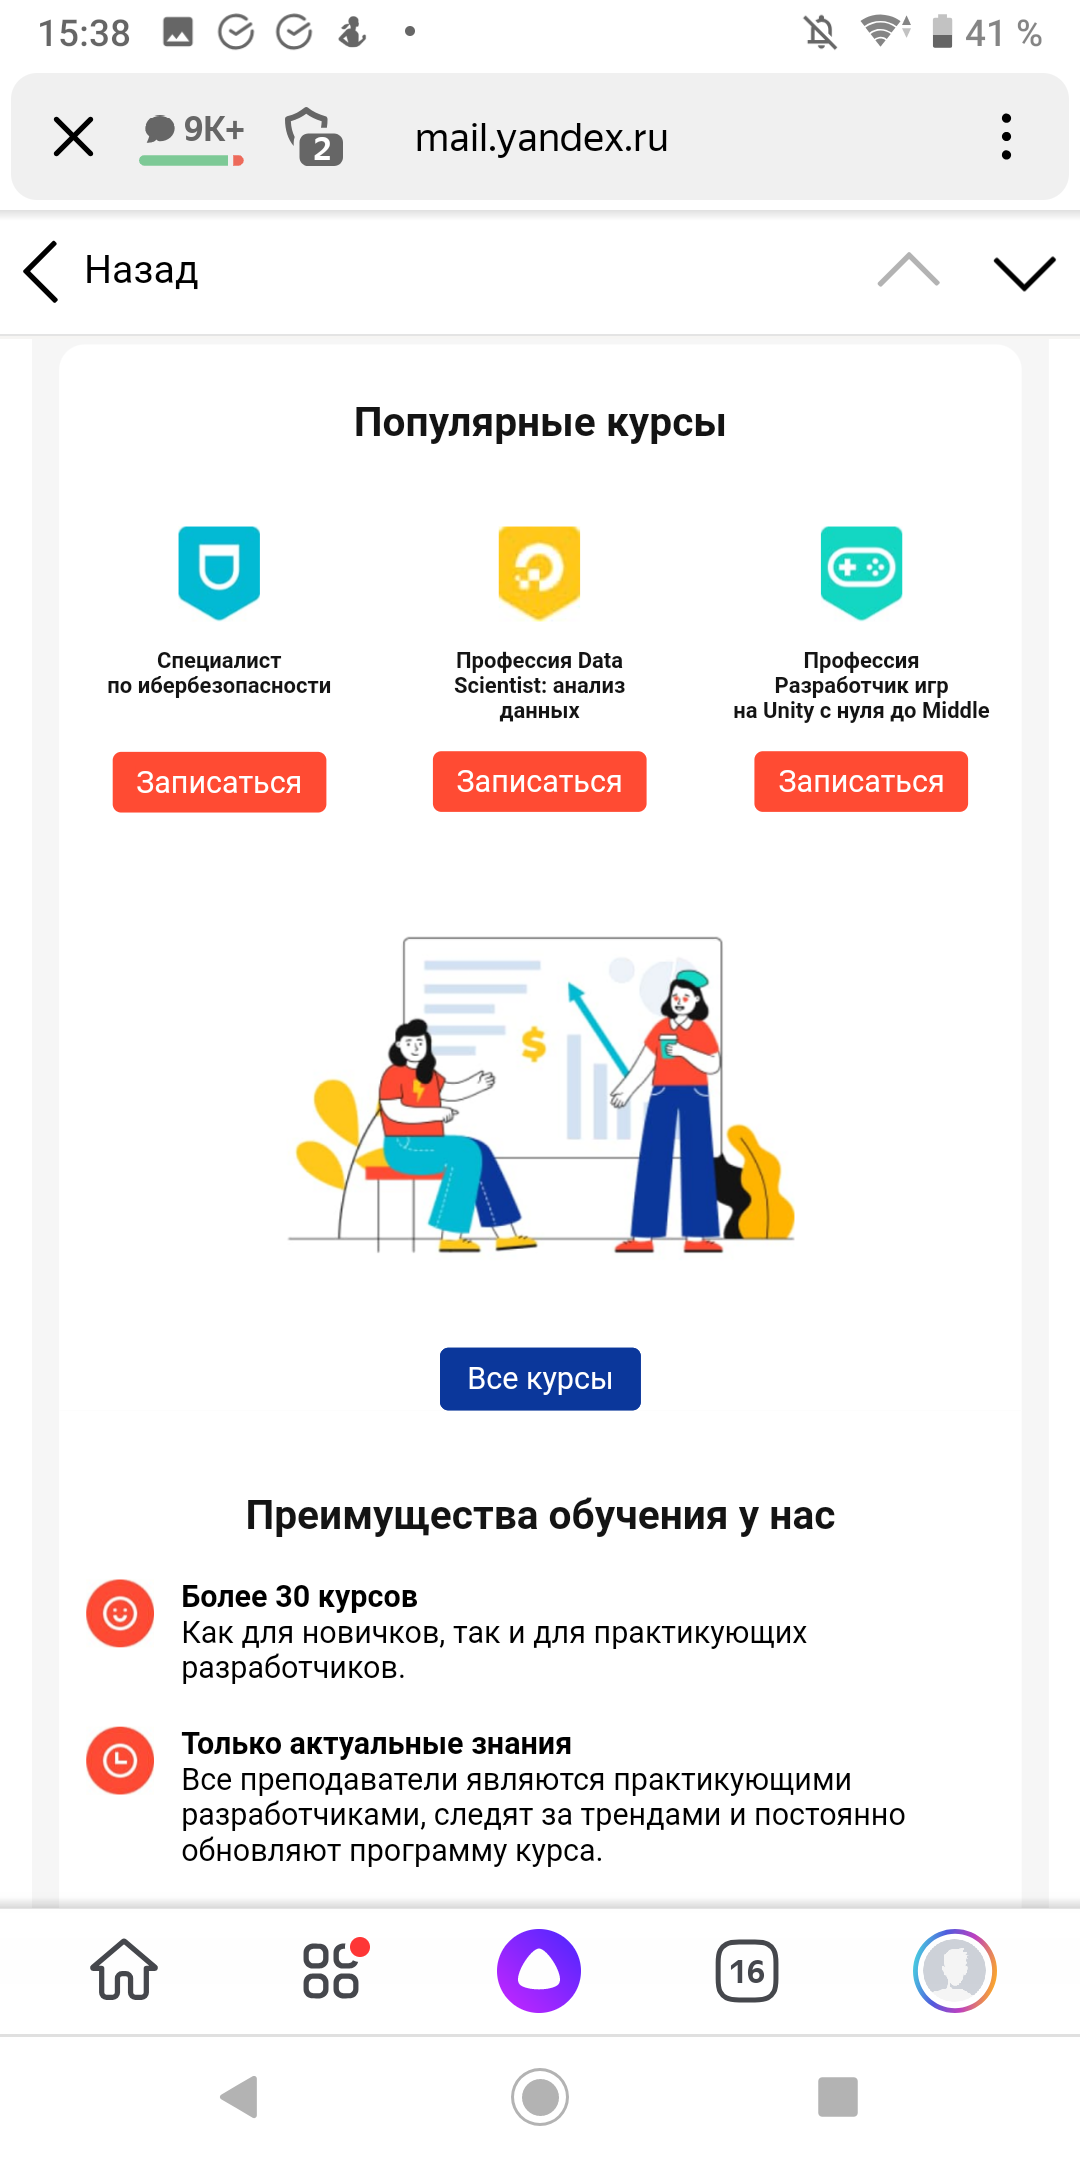 15:38
41 %
9K+
2
mail.yandex.ru
Назад
Популярные курсы
Специалист
по ибербезопасности
Записаться
Профессия Data
Scientist: анализ
данных
Записаться
Профессия
Разработчик игр
на Unity с нуля до Middle
Записаться
$
Все курсы
Преимущества обучения у нас
Более 30 курсов
Как для новичков, так и для практикующих
разработчиков.
Только актуальные знания
Все преподаватели являются практикующими
разработчиками, следят за трендами и постоянно
обновляют программу курса.
16